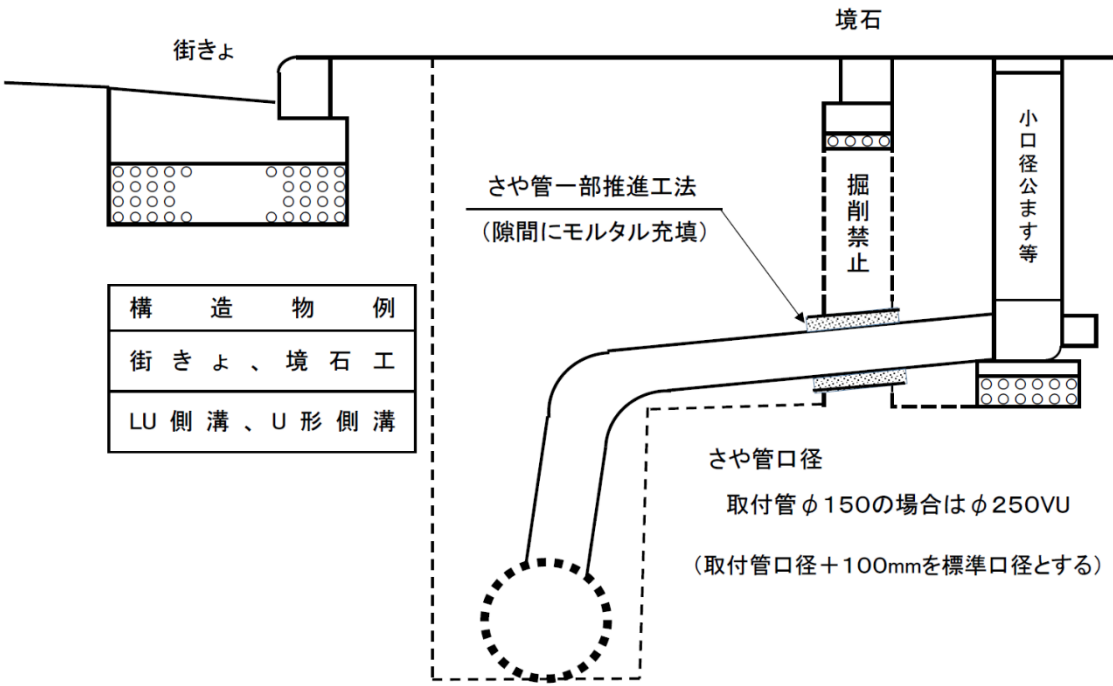 境石
街きょ
小口径公ます等
さや管一部推進工法
（隙間にモルタル充填）
掘削禁止
構造物例
街きょ、境石工
LU側溝、U形側溝
さや管口径
取付管φ150の場合はφ250VU
（取付管口径＋100mmを標準口径とする）